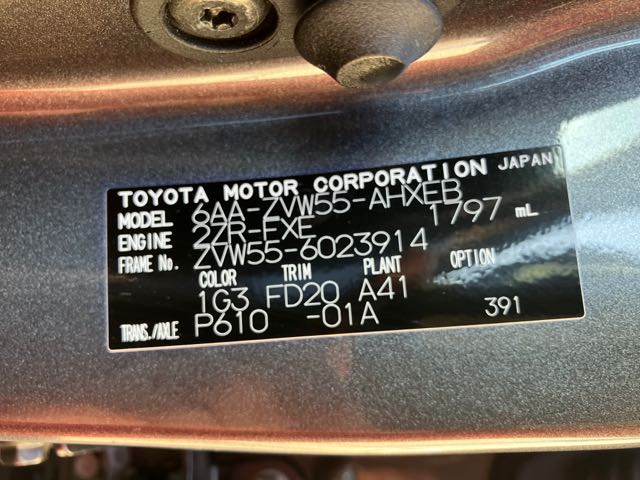 TOYOTA MOTOR CORPORATION JAPAN
MODEL 6AA-ZVW55-AHXEB
ENGINE 2ZR-FXE 1797 mL
FRAME No. ZVW55-6023914
COLOR TRIM PLANT OPTION
1G3 FD20 A41
TRANS./AXLE P610 -01A 391